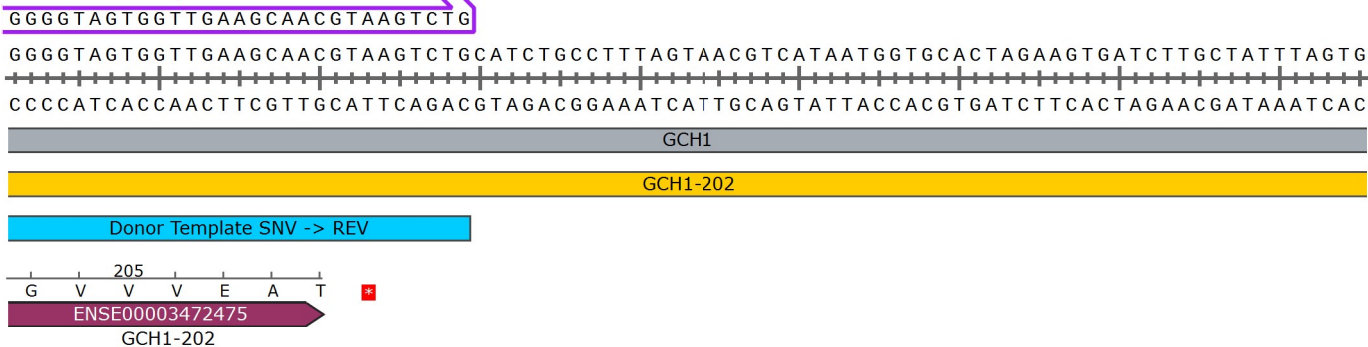 GGGGTAGTGGTTGAAGCAACGTAAGTCTG
GGGGTAGTGGTTGAAGCAACGTAAGTCTGCATCTGCCTTTAGTAACGTCATAATGGTGCACTAGAAGTGATCTTGCTATTTAGTG
CCCCATCACCAACTTCGTTGCATTCAGACGTAGACGGAAATCATTGCAGTATTACCACGTGATCTTCACTAGAACGATAAATCAC
GCH1
GCH1-202
Donor Template SNV -> REV
205
G V V V E A T *
ENSE00003472475
GCH1-202